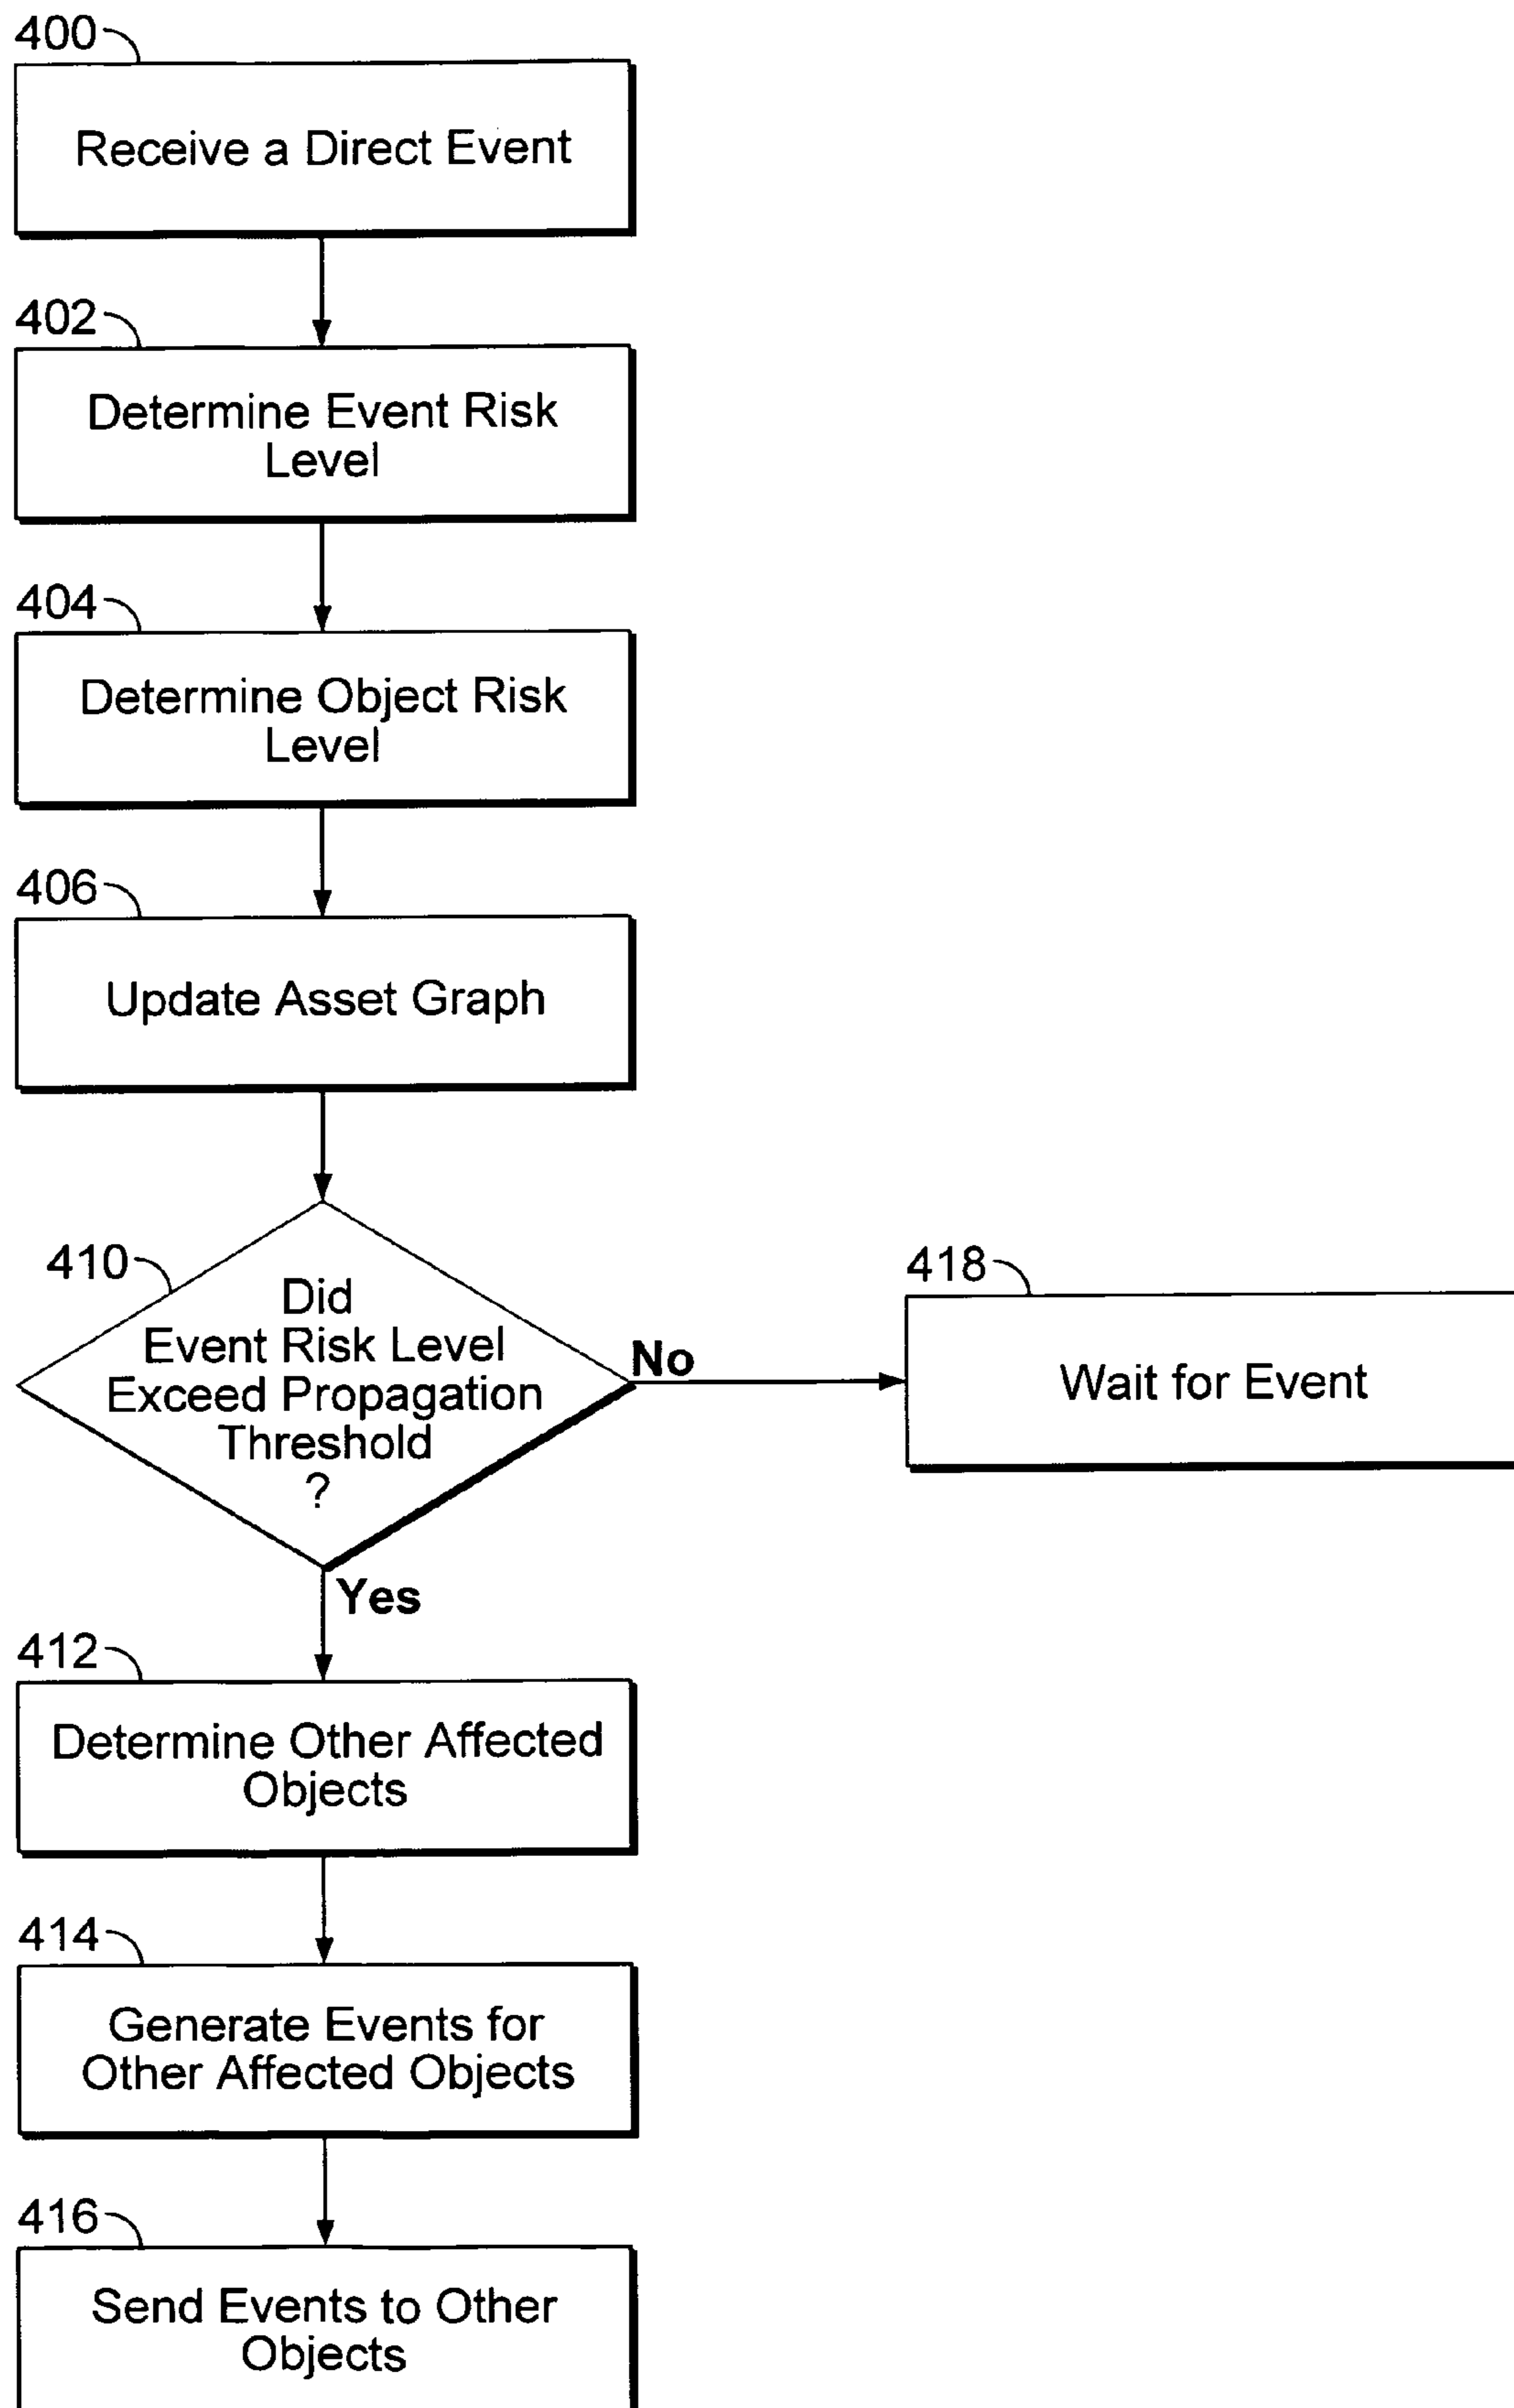 400
Receive a Direct Event
402
Determine Event Risk
Level
404
Determine Object Risk
Level
406
Update Asset Graph
410
Did
Event Risk Level
Exceed Propagation
Threshold
?
No
418
Wait for Event
Yes
412
Determine Other Affected
Objects
414
Generate Events for
Other Affected Objects
416
Send Events to Other
Objects